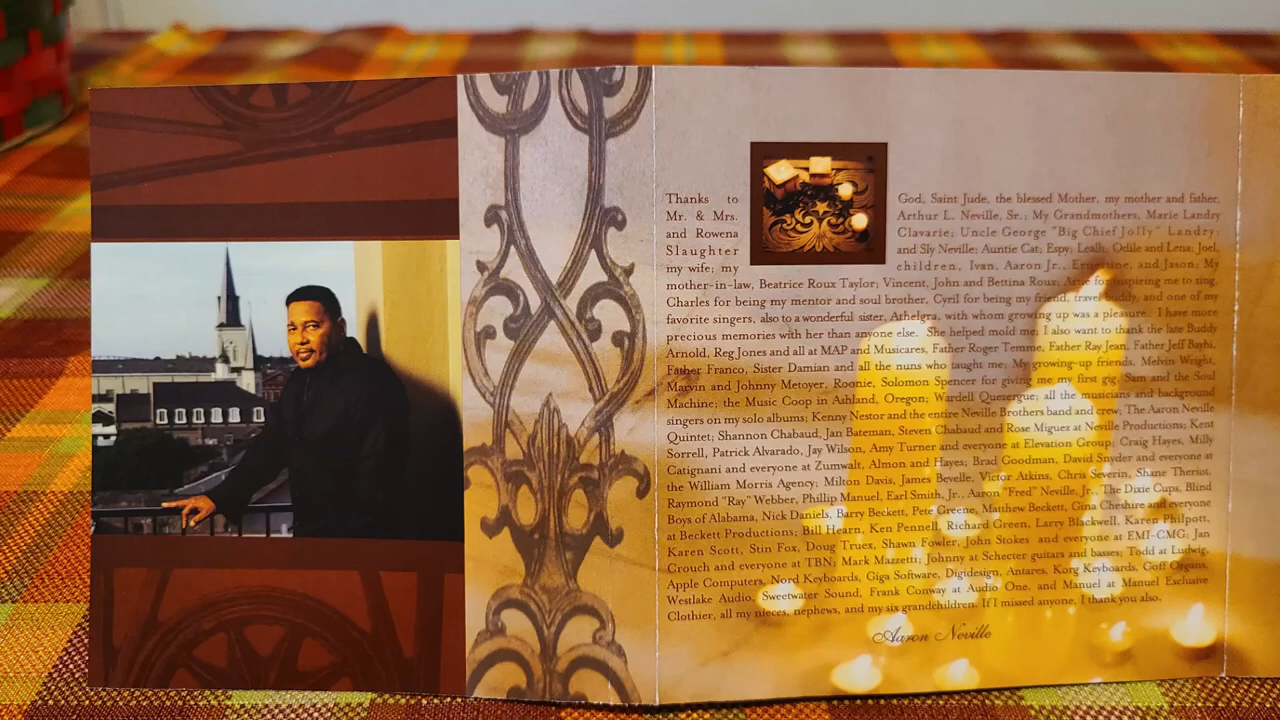 Thanks to God, Saint Jude, the blessed Mother, my mother and father,
Mr. & Mrs. Arthur L. Neville, Sr.; My Grandmothers, Marie Landry
and Rowena Clavarie; Uncle George "Big Chief Jolly" Landry;
Slaughter and Sly Neville; Auntie Cat; Espy; Leah; Odile and Lena; Joel,
my wife; my children, Ivan, Aaron Jr., Ernestine, and Jason; My
mother-in-law, Beatrice Roux Taylor; Vincent, John and Bettina Roux; Artie for inspiring me to sing,
Charles for being my mentor and soul brother, Cyril for being my friend, travel buddy, and one of my
favorite singers, also to a wonderful sister, Athelgra, with whom growing up was a pleasure. I have more
precious memories with her than anyone else. She helped mold me; I also want to thank the late Buddy
Arnold, Reg Jones and all at MAP and Musicares, Father Roger Temme, Father Ray Jean, Father Jeff Bayhi,
Father Franco, Sister Damian and all the nuns who taught me; My growing-up friends, Melvin Wright,
Marvin and Johnny Metoyer, Roonie, Solomon Spencer for giving me my first gig, Sam and the Soul
Machine; the Music Coop in Ashland, Oregon; Wardell Quezergue; all the musicians and background
singers on my solo albums; Kenny Nestor and the entire Neville Brothers band and crew; The Aaron Neville
Quintet; Shannon Chabaud, Jan Bateman, Steven Chabaud and Rose Miguez at Neville Productions; Kent
Sorrell, Patrick Alvarado, Jay Wilson, Amy Turner and everyone at Elevation Group; Craig Hayes, Milly
Catignani and everyone at Zumwalt, Almon and Hayes; Brad Goodman, David Snyder and everyone at
the William Morris Agency; Milton Davis, James Bevelle, Victor Atkins, Chris Severin, Shane Theriot,
Raymond "Ray" Webber, Phillip Manuel, Earl Smith, Jr., Aaron "Fred" Neville, Jr., The Dixie Cups, Blind
Boys of Alabama, Nick Daniels, Barry Beckett, Pete Greene, Matthew Beckett, Gina Cheshire and everyone
at Beckett Productions; Bill Hearn, Ken Pennell, Richard Green, Larry Blackwell, Karen Philpott,
Karen Scott, Stin Fox, Doug Truex, Shawn Fowler, John Stokes and everyone at EMI-CMG; Jan
Crouch and everyone at TBN; Mark Mazzetti; Johnny at Schecter guitars and basses; Todd at Ludwig,
Apple Computers, Nord Keyboards, Giga Software, Digidesign, Antares, Korg Keyboards, Goff Organs,
Westlake Audio, Sweetwater Sound, Frank Conway at Audio One, and Manuel at Manuel Exclusive
Clothier, all my nieces, nephews, and my six grandchildren. If I missed anyone, I thank you also.
Aaron Neville